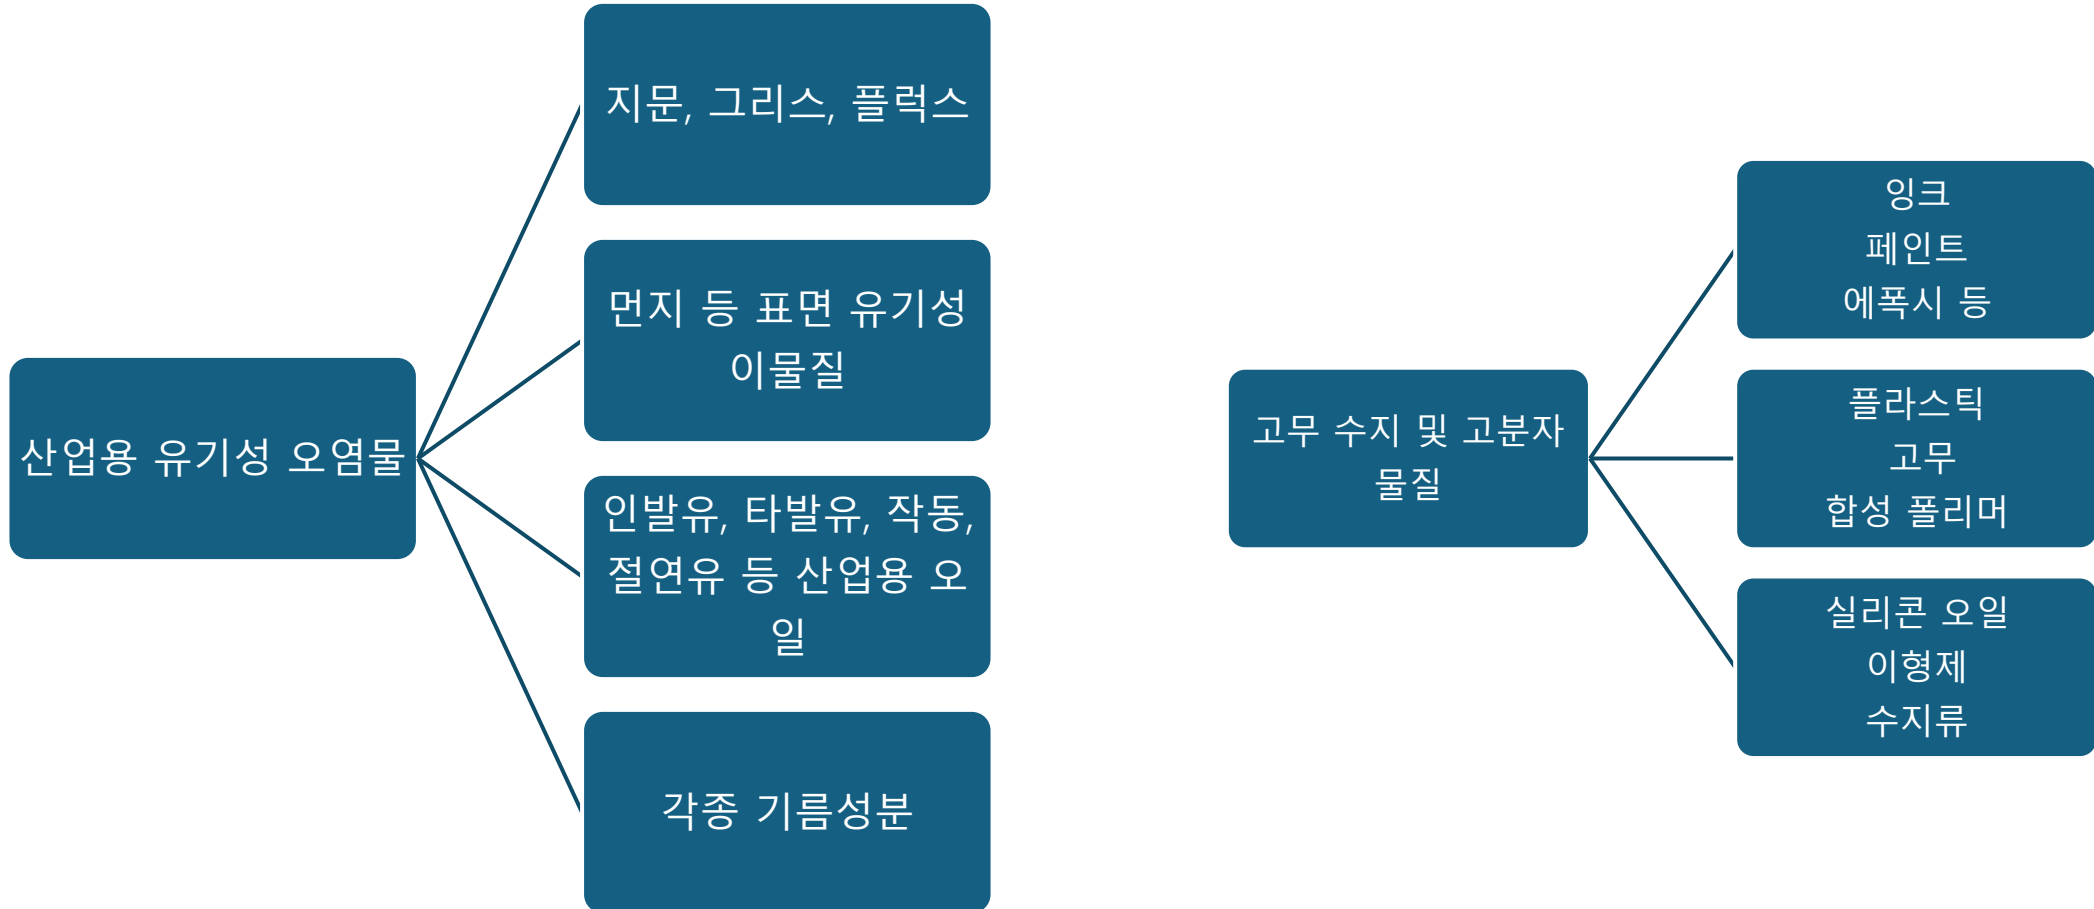 산업용 유기성 오염물
지문, 그리스, 플럭스
먼지 등 표면 유기성
이물질
인발유, 타발유, 작동,
절연유 등 산업용 오
일
각종 기름성분
고무 수지 및 고분자
물질
잉크
페인트
에폭시 등
플라스틱
고무
합성 폴리머
실리콘 오일
이형제
수지류